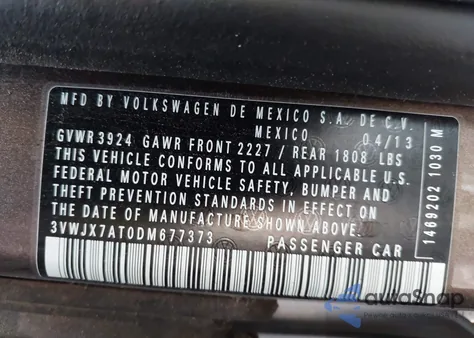 MFD BY VOLKSWAGEN DE MEXICO S.A. DE C.V.
MEXICO 04/13
GVWR 3924 GAWR FRONT 2227 / REAR 1808 LBS
THIS VEHICLE CONFORMS TO ALL APPLICABLE U.S.
FEDERAL MOTOR VEHICLE SAFETY, BUMPER AND
THEFT PREVENTION STANDARDS IN EFFECT ON
THE DATE OF MANUFACTURE SHOWN ABOVE.
3VWJX7AT0DM677373 PASSENGER CAR
1469202 1030 M
autoSnap